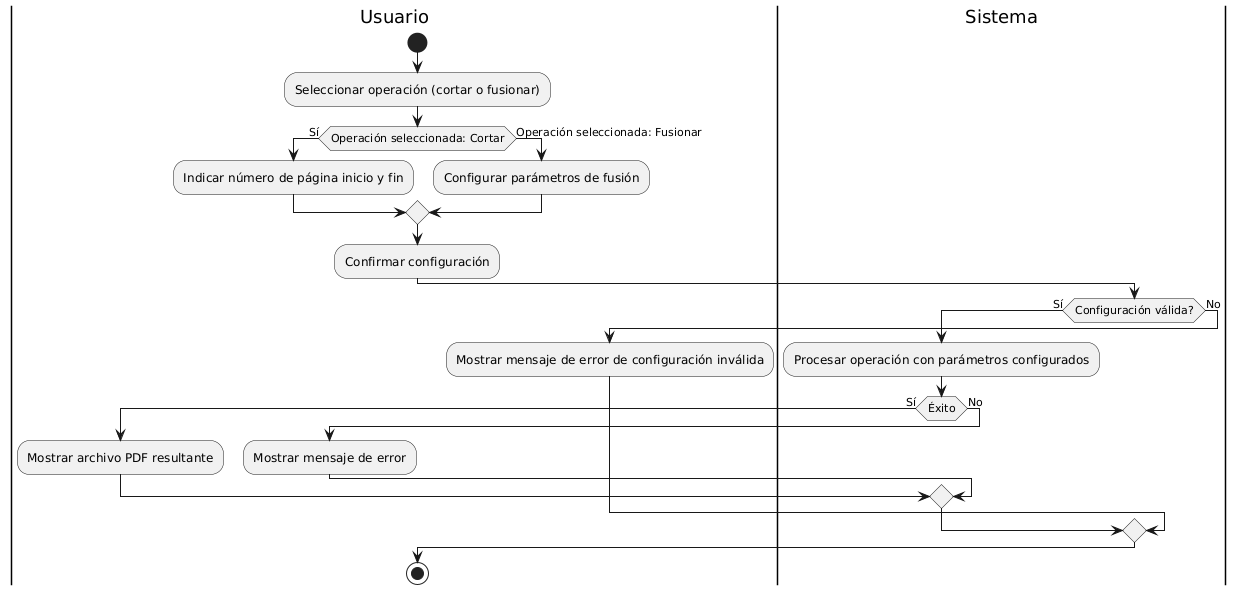 Usuario
Sistema
Seleccionar operación (cortar o fusionar)
Sí
Operación seleccionada: Cortar
Operación seleccionada: Fusionar
Indicar número de página inicio y fin
Configurar parámetros de fusión
Confirmar configuración
Sí
Configuración válida?
No
Mostrar mensaje de error de configuración inválida
Procesar operación con parámetros configurados
Sí
Éxito
No
Mostrar archivo PDF resultante
Mostrar mensaje de error